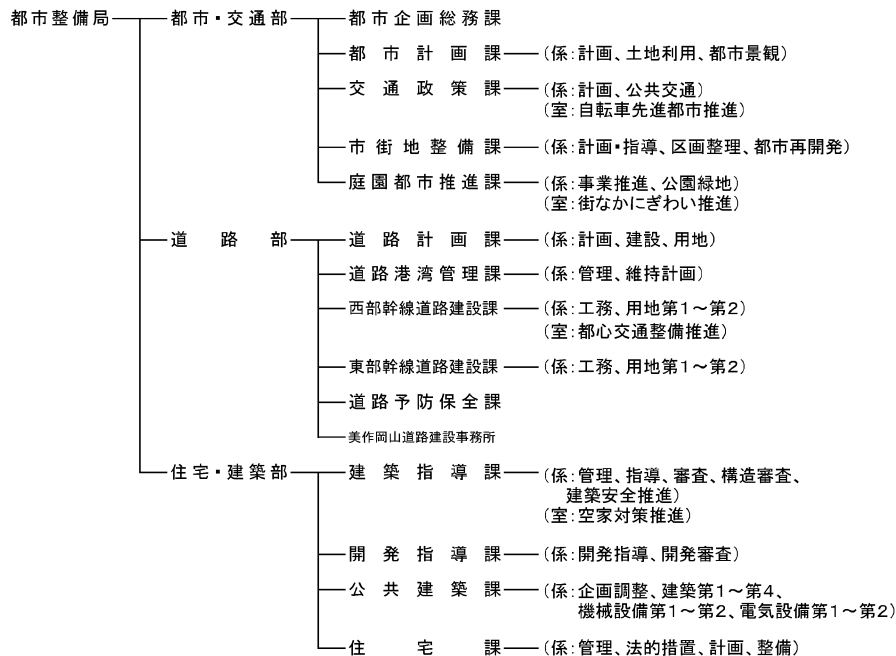 都市整備局 都市・交通部 都市企画総務課
都市計画課 (係:計画、土地利用、都市景観)
交通政策課 (係:計画、公共交通)
(室:自転車先進都市推進)
市街地整備課 (係:計画・指導、区画整理、都市再開発)
庭園都市推進課 (係:事業推進、公園緑地)
(室:街なかにぎわい推進)
道路部 道路計画課 (係:計画、建設、用地)
道路港湾管理課 (係:管理、維持計画)
西部幹線道路建設課 (係:工務、用地第1~第2)
(室:都心交通整備推進)
東部幹線道路建設課 (係:工務、用地第1~第2)
道路予防保全課
美作岡山道路建設事務所
住宅・建築部 建築指導課 (係:管理、指導、審査、構造審査、
建築安全推進)
(室:空家対策推進)
開発指導課 (係:開発指導、開発審査)
公共建築課 (係:企画調整、建築第1~第4、
機械設備第1~第2、電気設備第1~第2)
住宅課 (係:管理、法的措置、計画、整備)